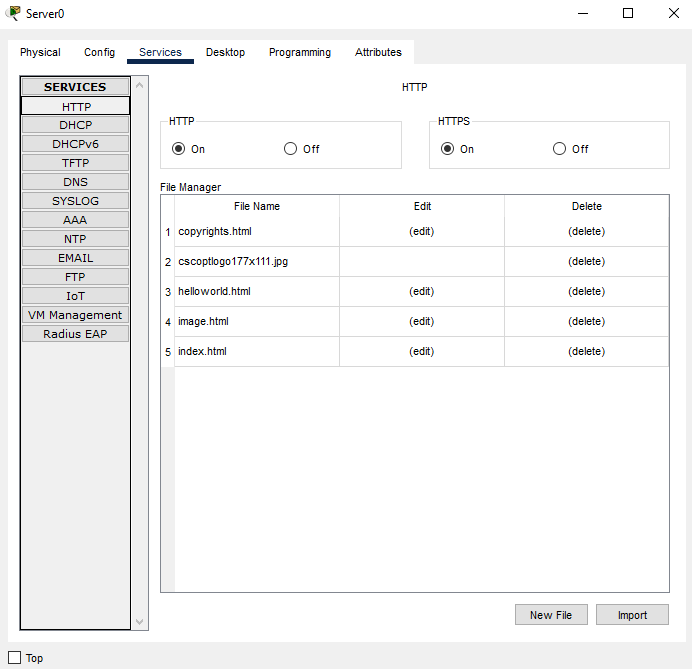 Server0
Physical Config Services Desktop Programming Attributes
SERVICES
HTTP
DHCP
DHCPv6
TFTP
DNS
SYSLOG
AAA
NTP
EMAIL
FTP
IoT
VM Management
Radius EAP
HTTP
HTTP
On Off
HTTPS
On Off
File Manager
File Name Edit Delete
1 copyrights.html (edit) (delete)
2 cscoptlogo177x111.jpg (delete)
3 helloworld.html (edit) (delete)
4 image.html (edit) (delete)
5 index.html (edit) (delete)
New File Import
Top